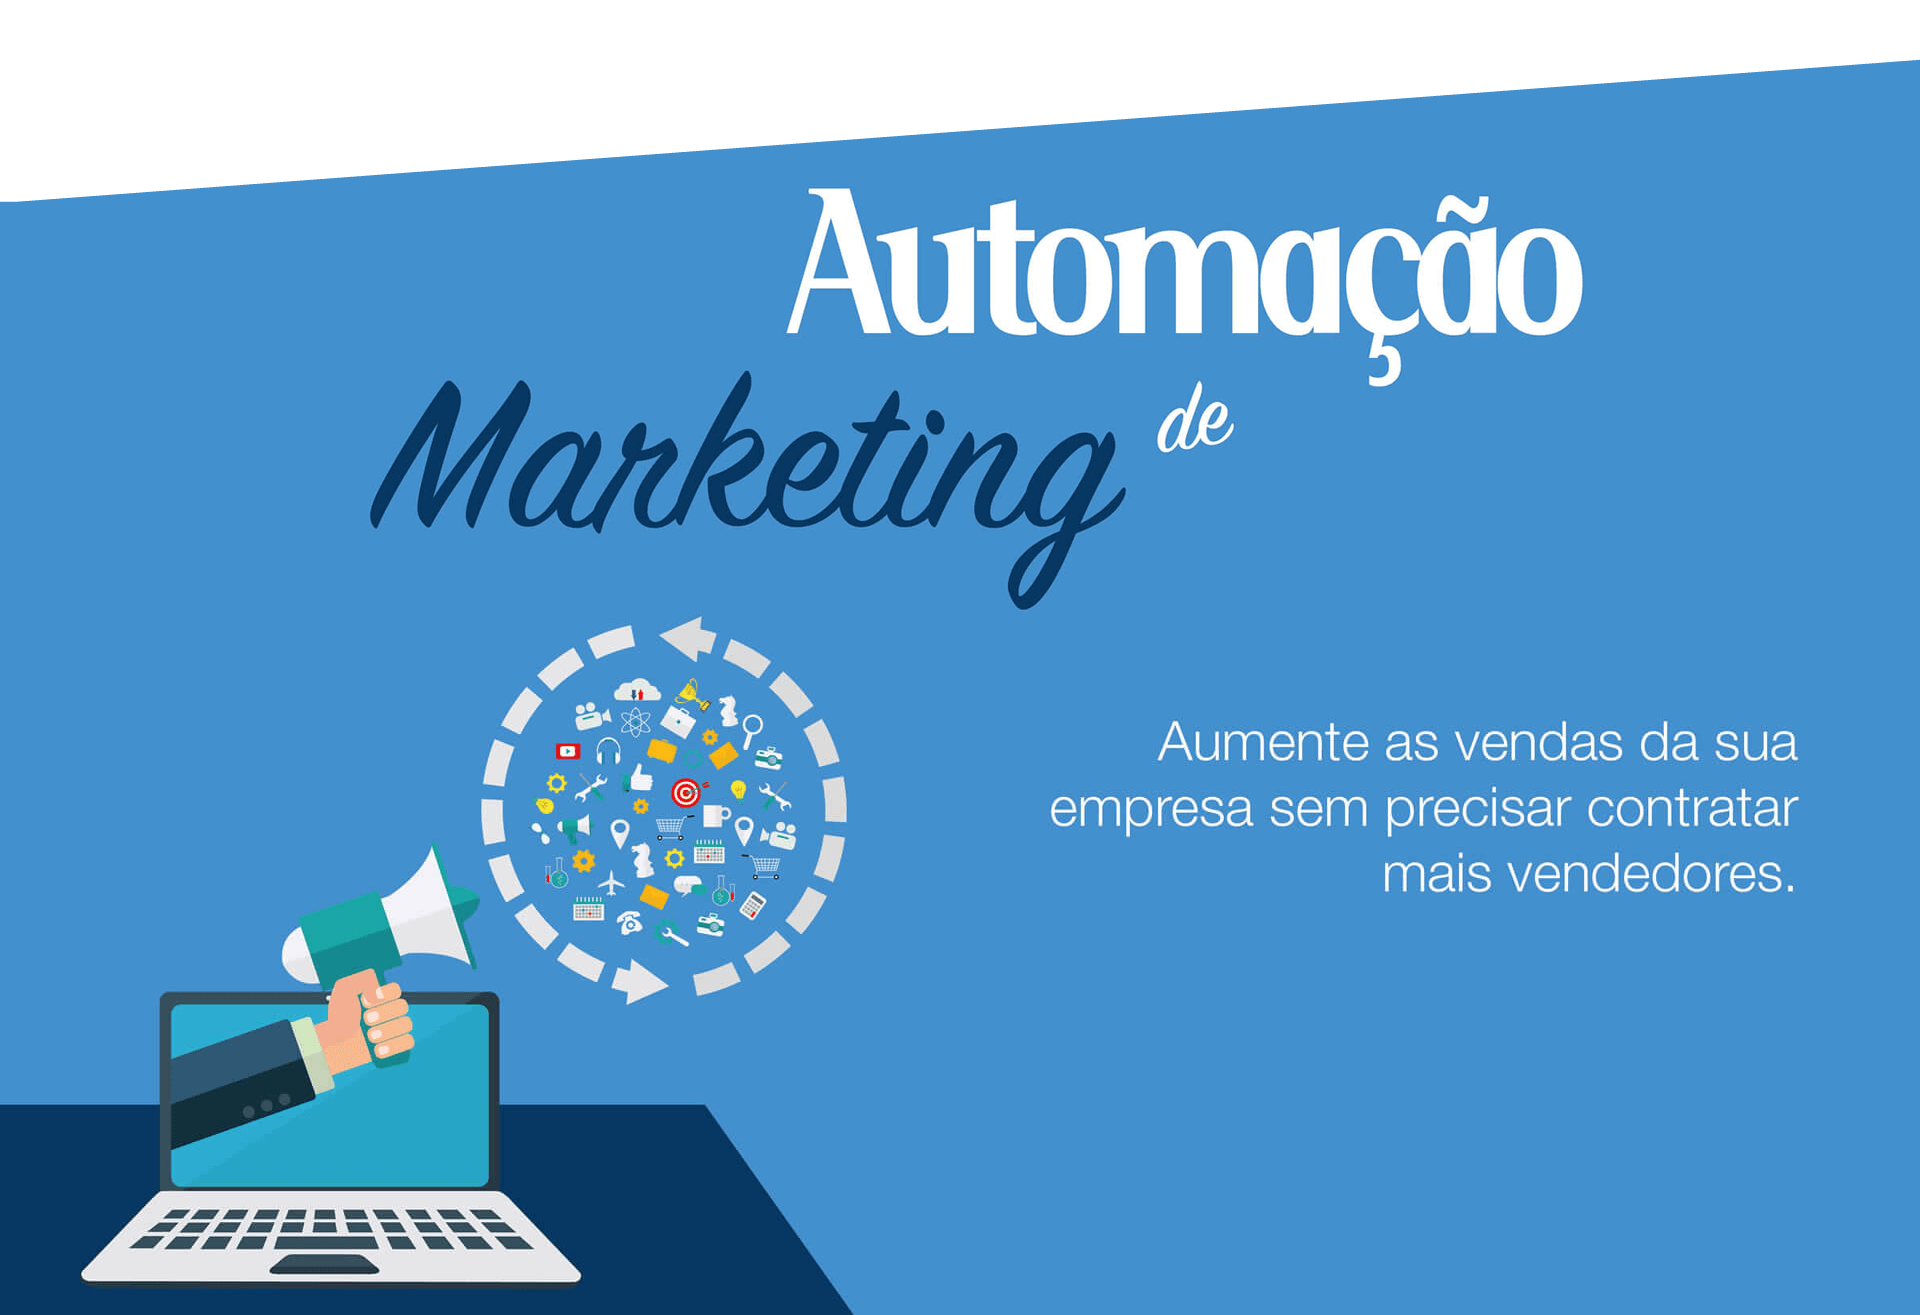 Automação
de
Marketing
Aumente as vendas da sua
empresa sem precisar contratar
mais vendedores.